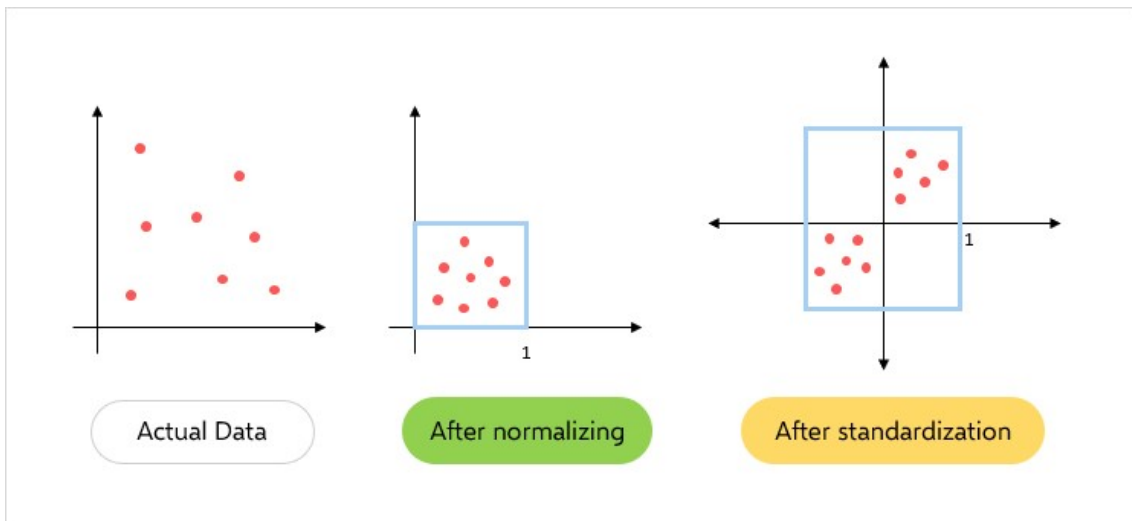 1
1
Actual Data
After normalizing
After standardization